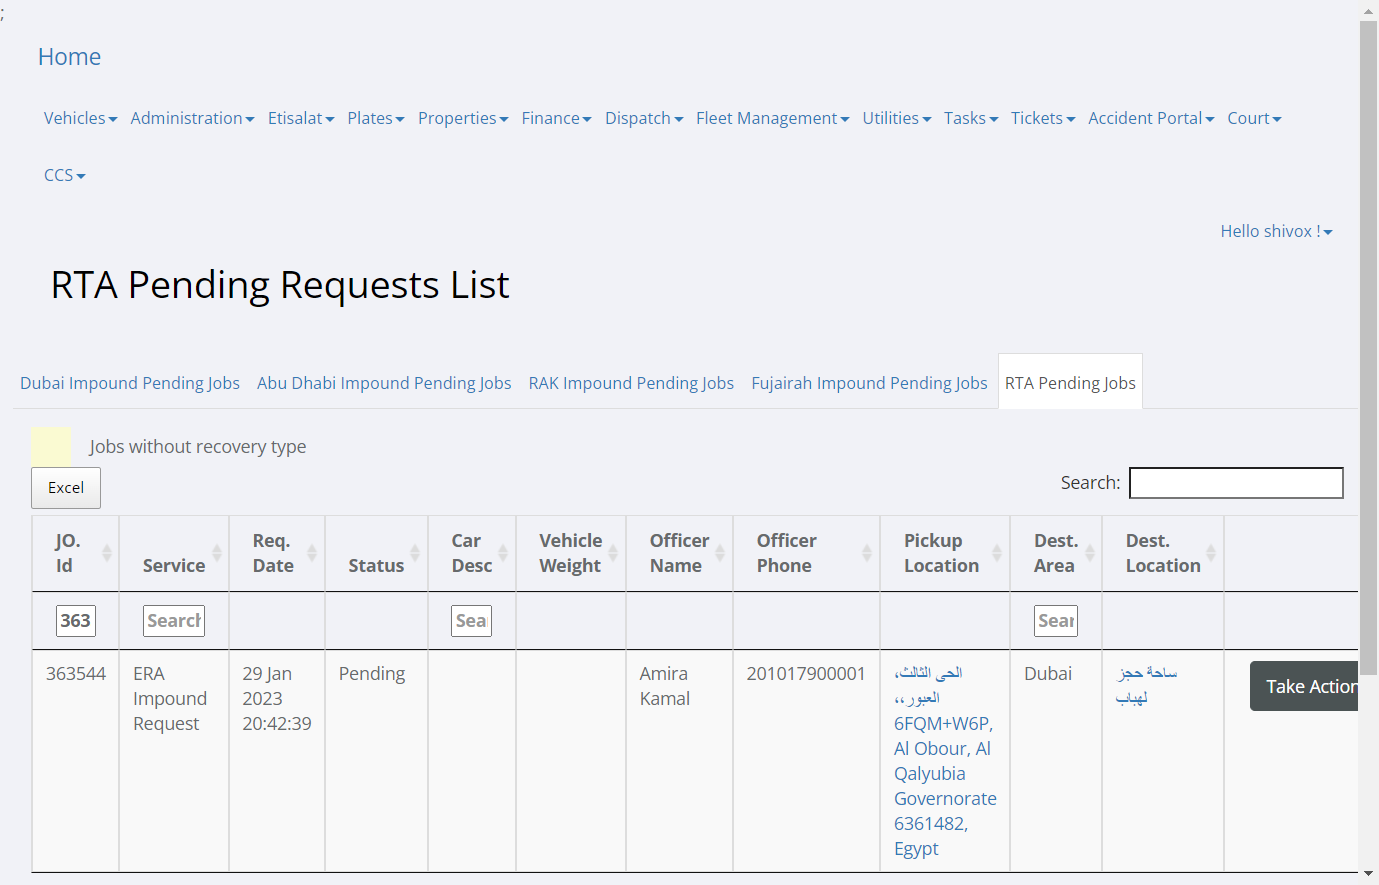 ;
Home
Vehicles Administration Etisalat Plates Properties Finance Dispatch Fleet Management Utilities Tasks Tickets Accident Portal Court
CCS
Hello shivox !
RTA Pending Requests List
Dubai Impound Pending Jobs Abu Dhabi Impound Pending Jobs RAK Impound Pending Jobs Fujairah Impound Pending Jobs RTA Pending Jobs
Jobs without recovery type
Excel
Search:
JO. Id
Service
Req. Date
Status
Car Desc
Vehicle Weight
Officer Name
Officer Phone
Pickup Location
Dest. Area
Dest. Location
363 Search Sear Sear
363544
ERA
Impound
Request
29 Jan
2023
20:42:39
Pending
Amira
Kamal
201017900001
الحى الثالث،
العبور،،
6FQM+W6P,
Al Obour, Al
Qalyubia
Governorate
6361482,
Egypt
Dubai
ساحة حجز
لهباب
Take Action